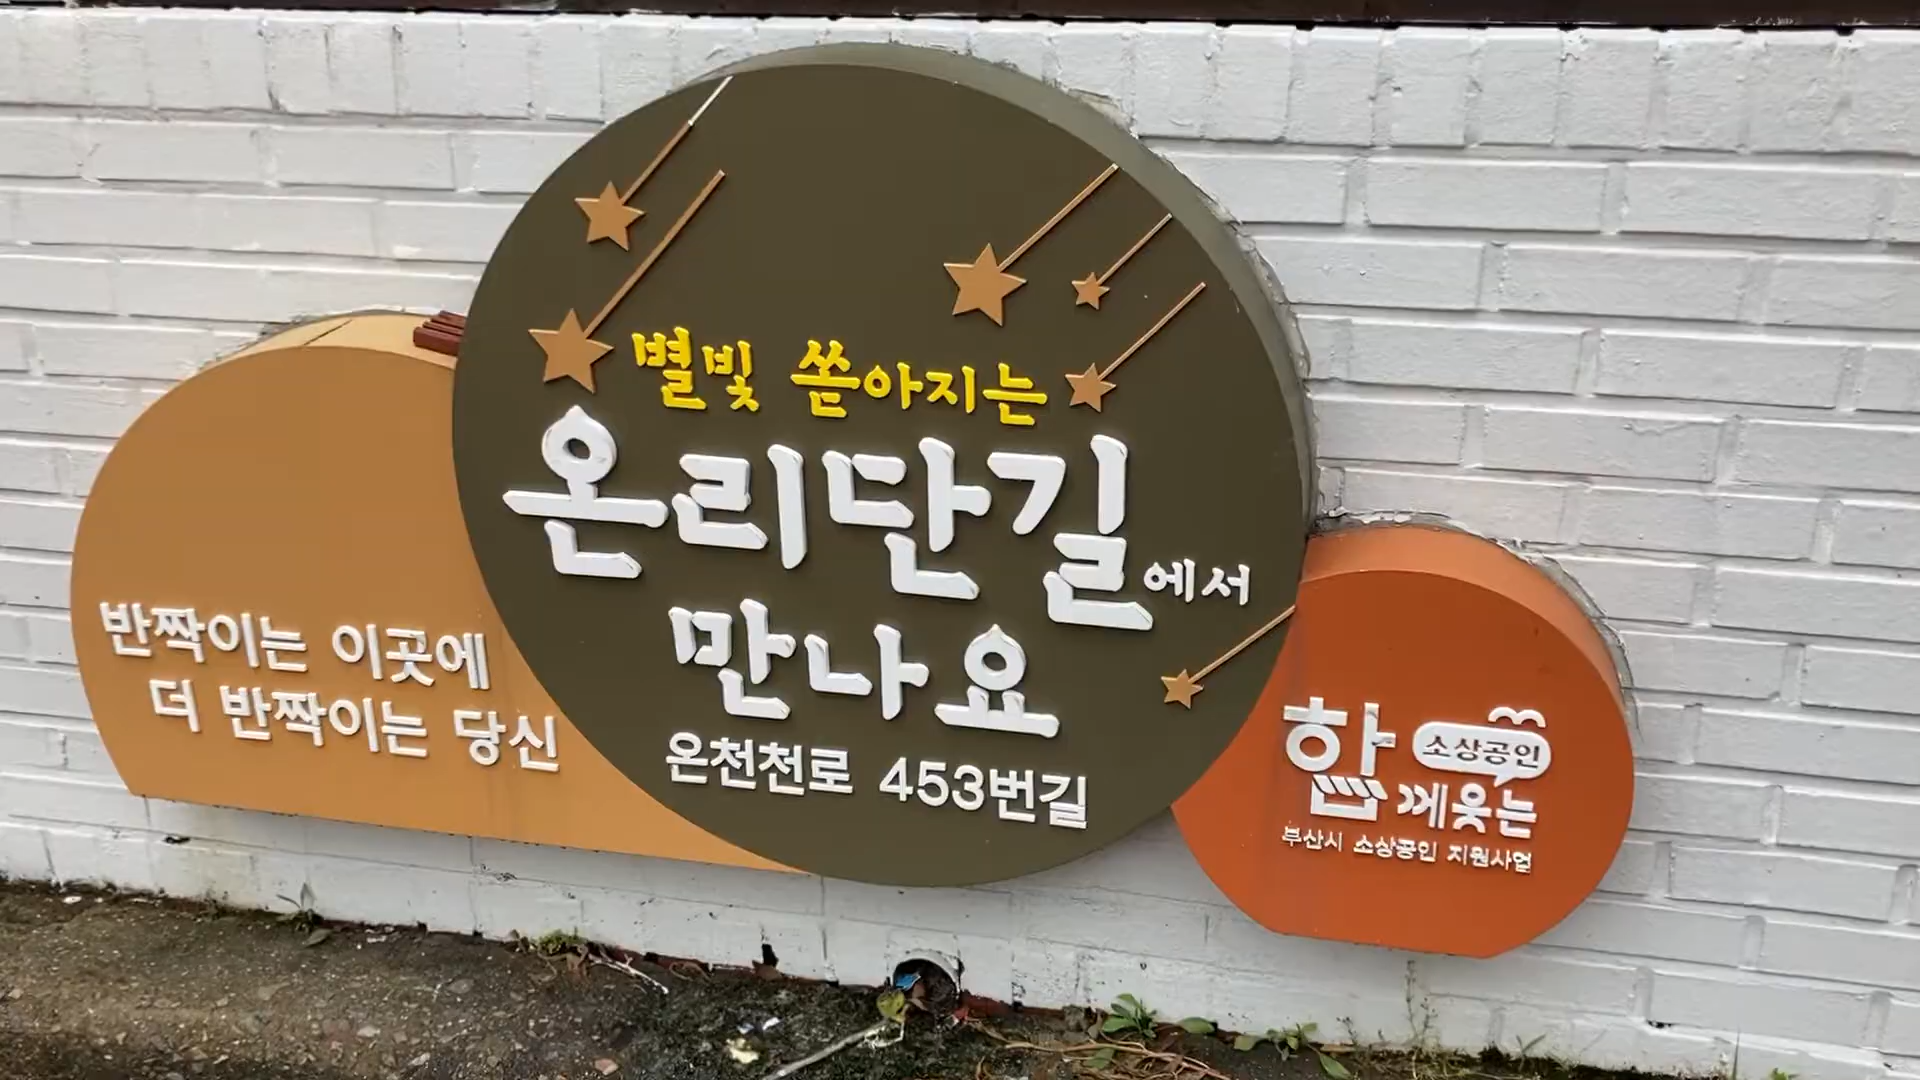 반짝이는 이곳에
더 반짝이는 당신
별빛 쏟아지는
온리단길에서
만나요
온천천로 453번길
함께웃는
소상공인
부산시 소상공인 지원사업